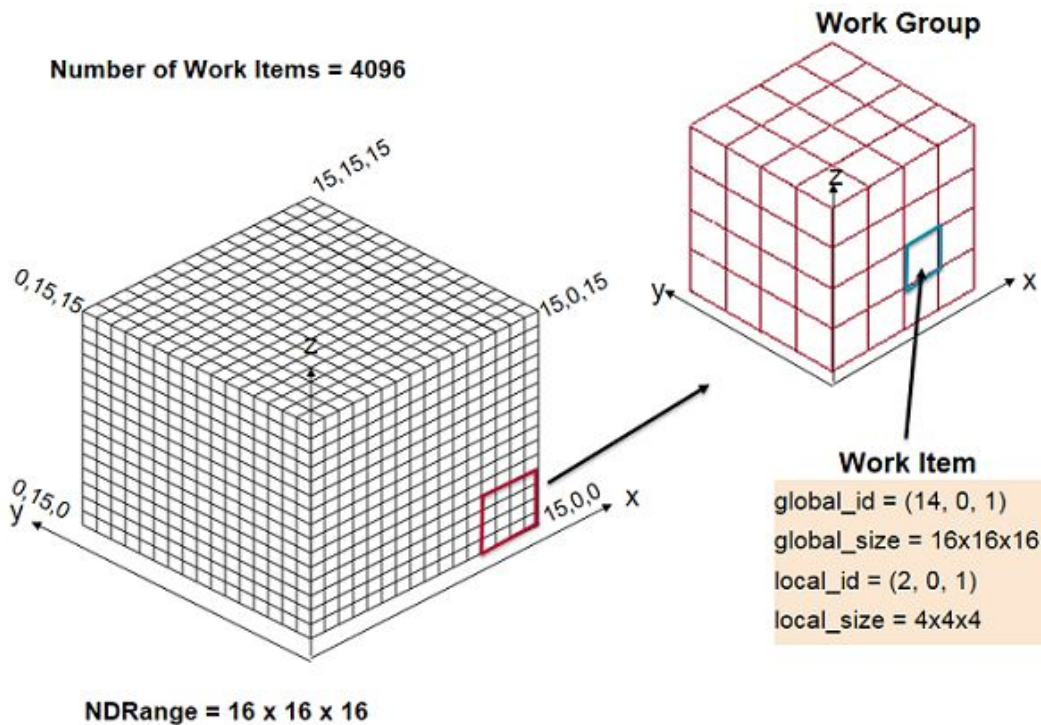 Work Group
Number of Work Items = 4096
15,15,15
0,15,15
15,0,15
z
z
y
x
0,15,0
y
15,0,0
x
Work Item
global_id = (14, 0, 1)
global_size = 16x16x16
local_id = (2, 0, 1)
local_size = 4x4x4
NDRange = 16 x 16 x 16